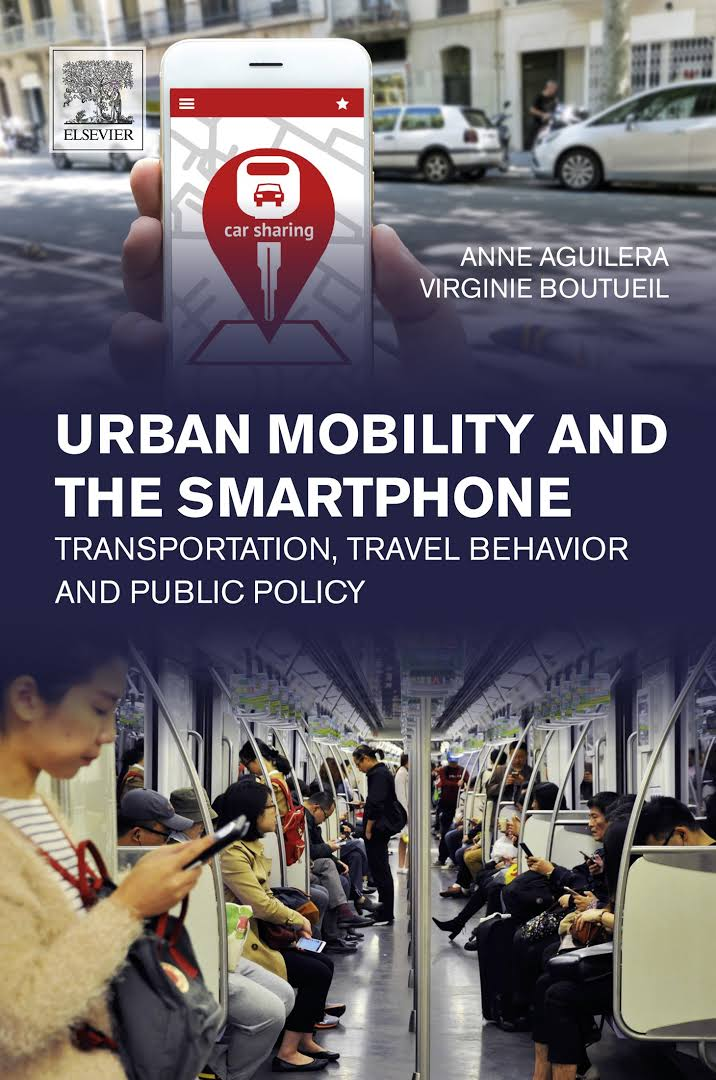 ELSEVIER
car sharing
ANNE AGUILERA
VIRGINIE BOUTUEIL
URBAN MOBILITY AND
THE SMARTPHONE
TRANSPORTATION, TRAVEL BEHAVIOR
AND PUBLIC POLICY